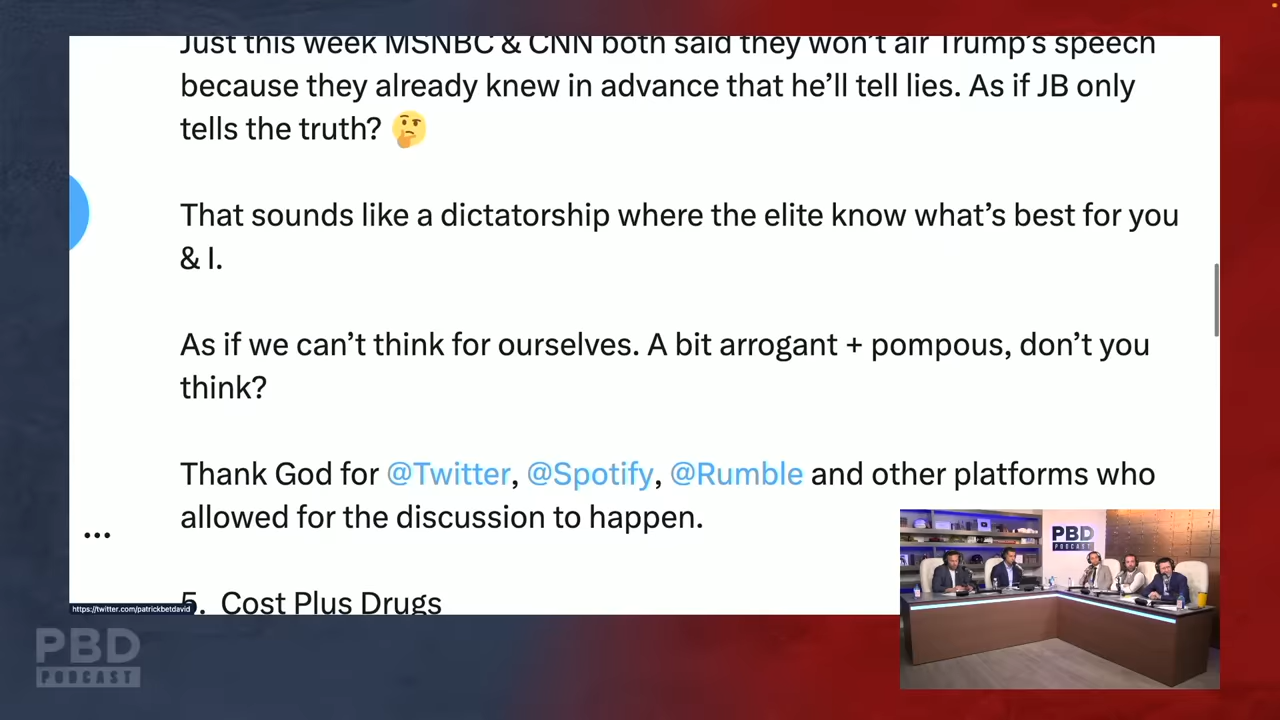 Just this week MSNBC & CNN both said they won't air Trump's speech
because they already knew in advance that he'll tell lies. As if JB only
tells the truth? 🤔
That sounds like a dictatorship where the elite know what's best for you
& I.
As if we can't think for ourselves. A bit arrogant + pompous, don't you
think?
Thank God for @Twitter, @Spotify, @Rumble and other platforms who
allowed for the discussion to happen.
...
5. Cost Plus Drugs
https://twitter.com/patrickbetdavid
PBD
PODCAST
PBD
PODCAST